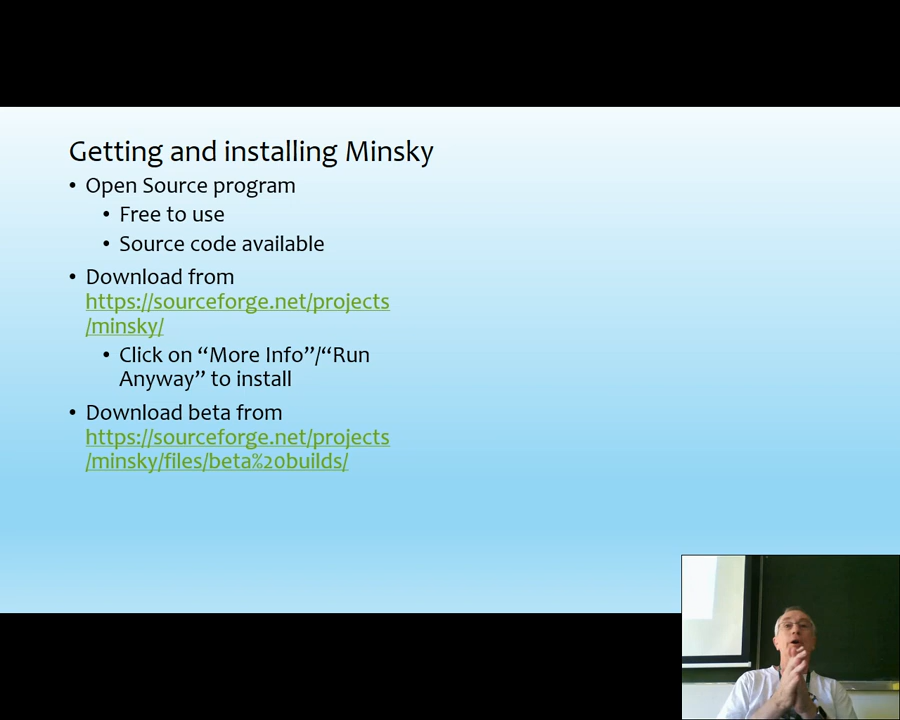 Getting and installing Minsky
• Open Source program
• Free to use
• Source code available
• Download from
https://sourceforge.net/projects
/minsky/
• Click on “More Info”/“Run
Anyway” to install
• Download beta from
https://sourceforge.net/projects
/minsky/files/beta%20builds/